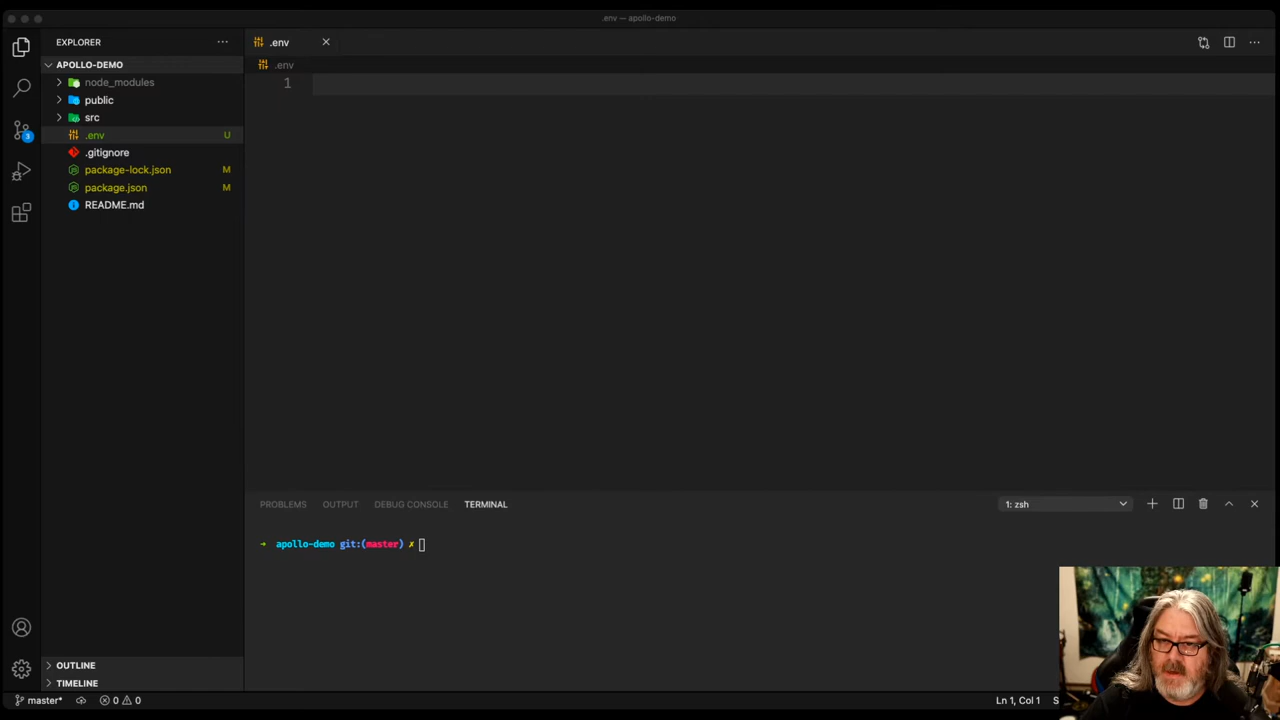 .env — apollo-demo
EXPLORER
.env
APOLLO-DEMO
.env
node_modules
1
public
src
.env
U
.gitignore
package-lock.json
M
package.json
M
README.md
3
PROBLEMS
OUTPUT
DEBUG CONSOLE
TERMINAL
1: zsh
→ apollo-demo git:(master) ✗
OUTLINE
TIMELINE
master*
0
0
Ln 1, Col 1
S